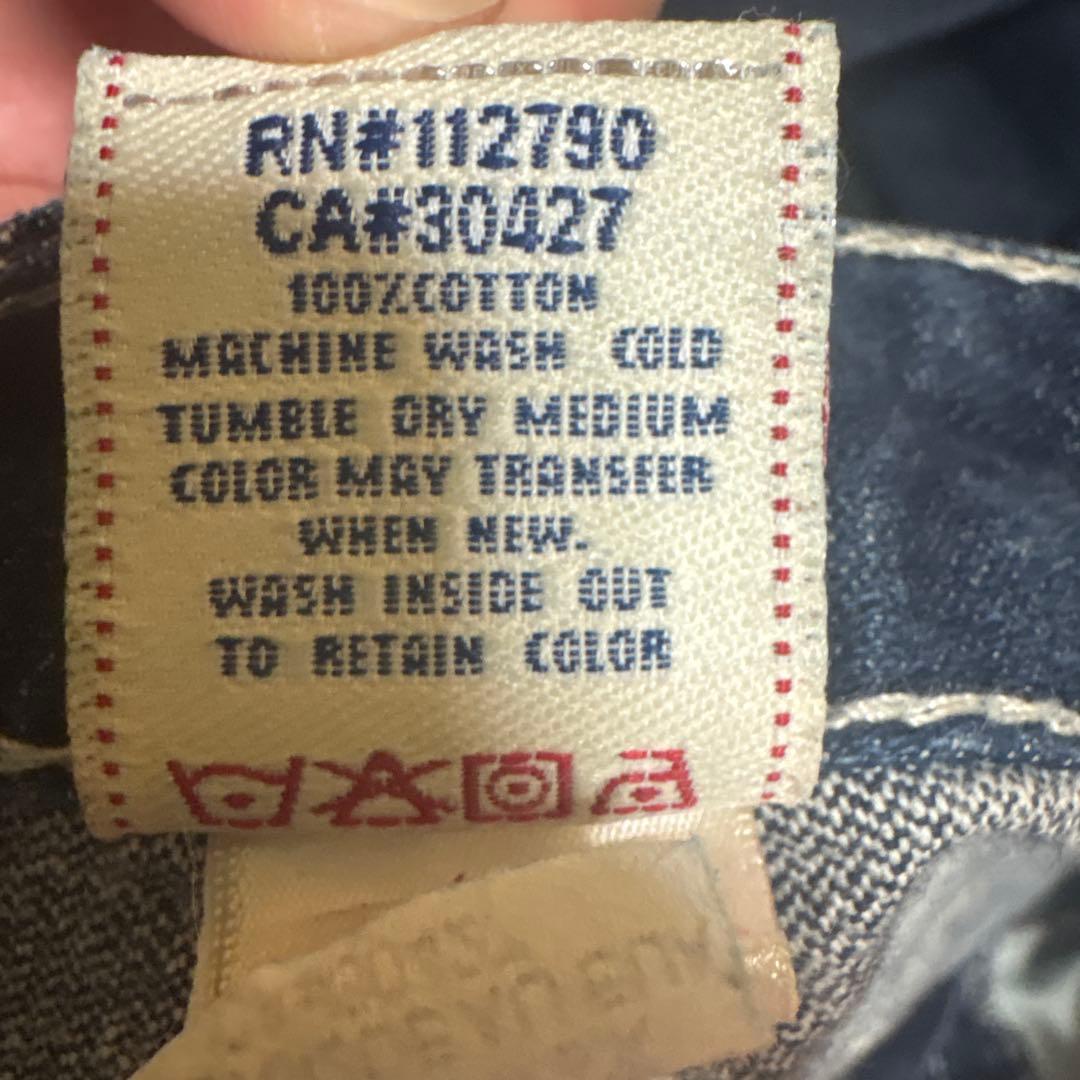 RN#112790
CA#30427
100%COTTON
MACHINE WASH COLD
TUMBLE DRY MEDIUM
COLOR MAY TRANSFER
WHEN NEW.
WASH INSIDE OUT
TO RETAIN COLOR